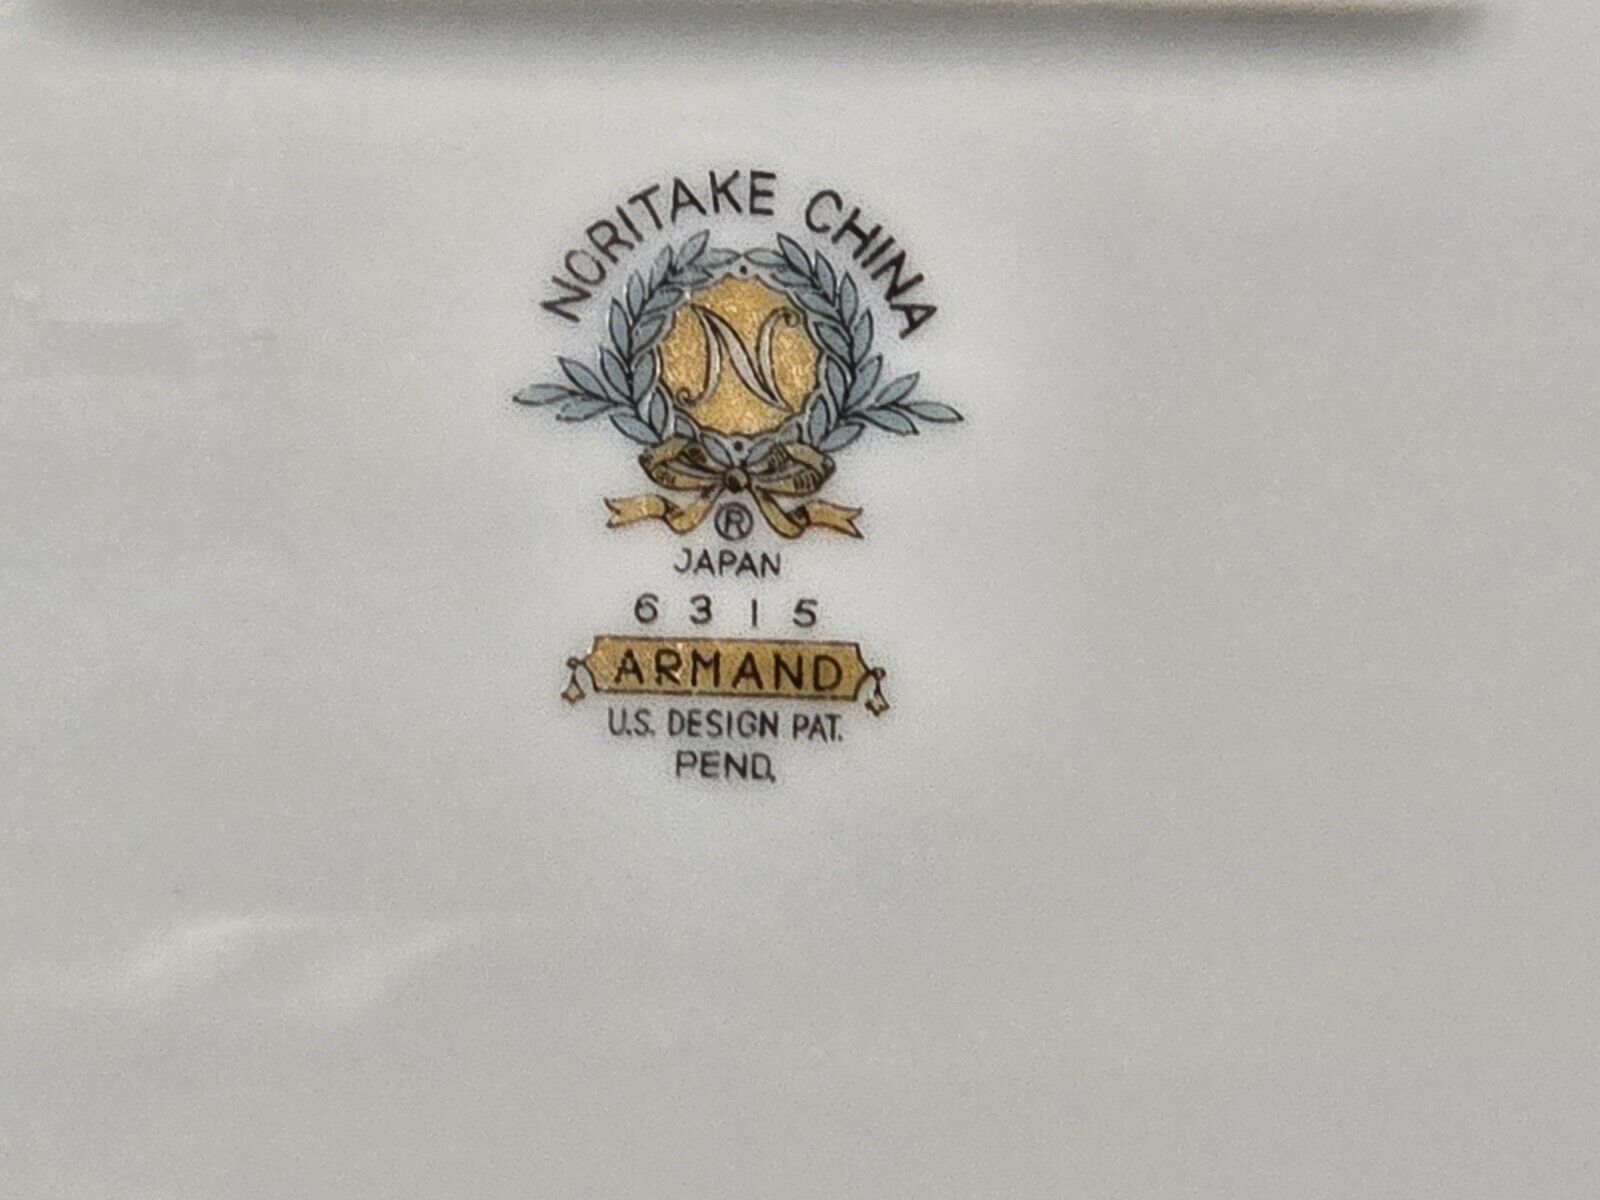 NORITAKE CHINA
N
®
JAPAN
6315
ARMAND
U.S. DESIGN PAT.
PEND.